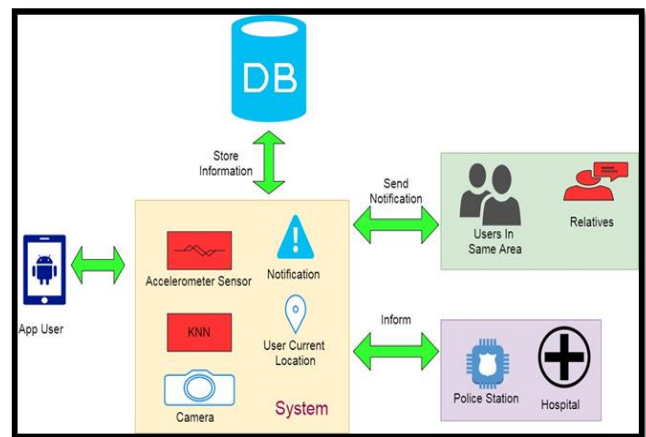 DB
Store
Information
Send
Notification
Users In
Same Area
Relatives
App User
Accelerometer Sensor
Notification
KNN
User Current
Location
Camera
System
Inform
Police Station
Hospital